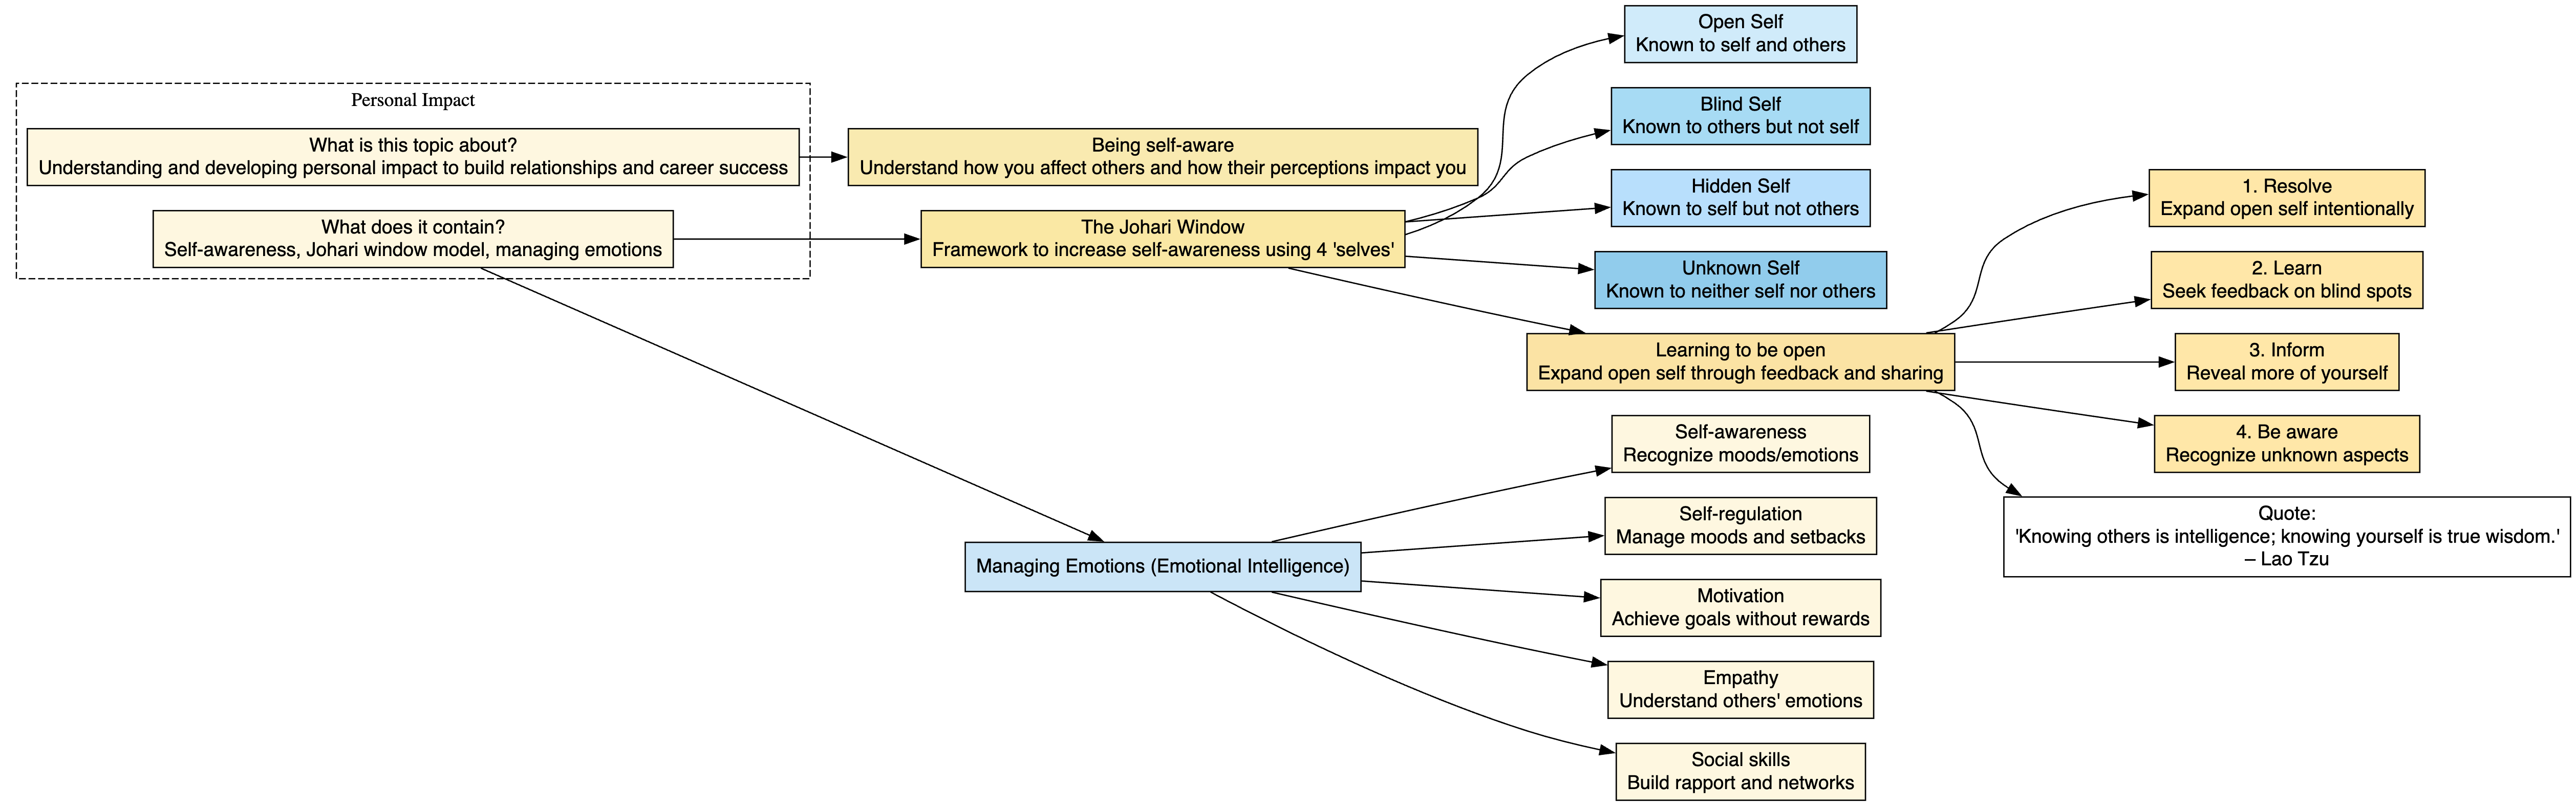 Personal Impact
What is this topic about?
Understanding and developing personal impact to build relationships and career success
What does it contain?
Self-awareness, Johari window model, managing emotions
Being self-aware
Understand how you affect others and how their perceptions impact you
The Johari Window
Framework to increase self-awareness using 4 'selves'
Open Self
Known to self and others
Blind Self
Known to others but not self
Hidden Self
Known to self but not others
Unknown Self
Known to neither self nor others
Learning to be open
Expand open self through feedback and sharing
1. Resolve
Expand open self intentionally
2. Learn
Seek feedback on blind spots
3. Inform
Reveal more of yourself
4. Be aware
Recognize unknown aspects
Quote:
'Knowing others is intelligence; knowing yourself is true wisdom.'
– Lao Tzu
Managing Emotions (Emotional Intelligence)
Self-awareness
Recognize moods/emotions
Self-regulation
Manage moods and setbacks
Motivation
Achieve goals without rewards
Empathy
Understand others' emotions
Social skills
Build rapport and networks